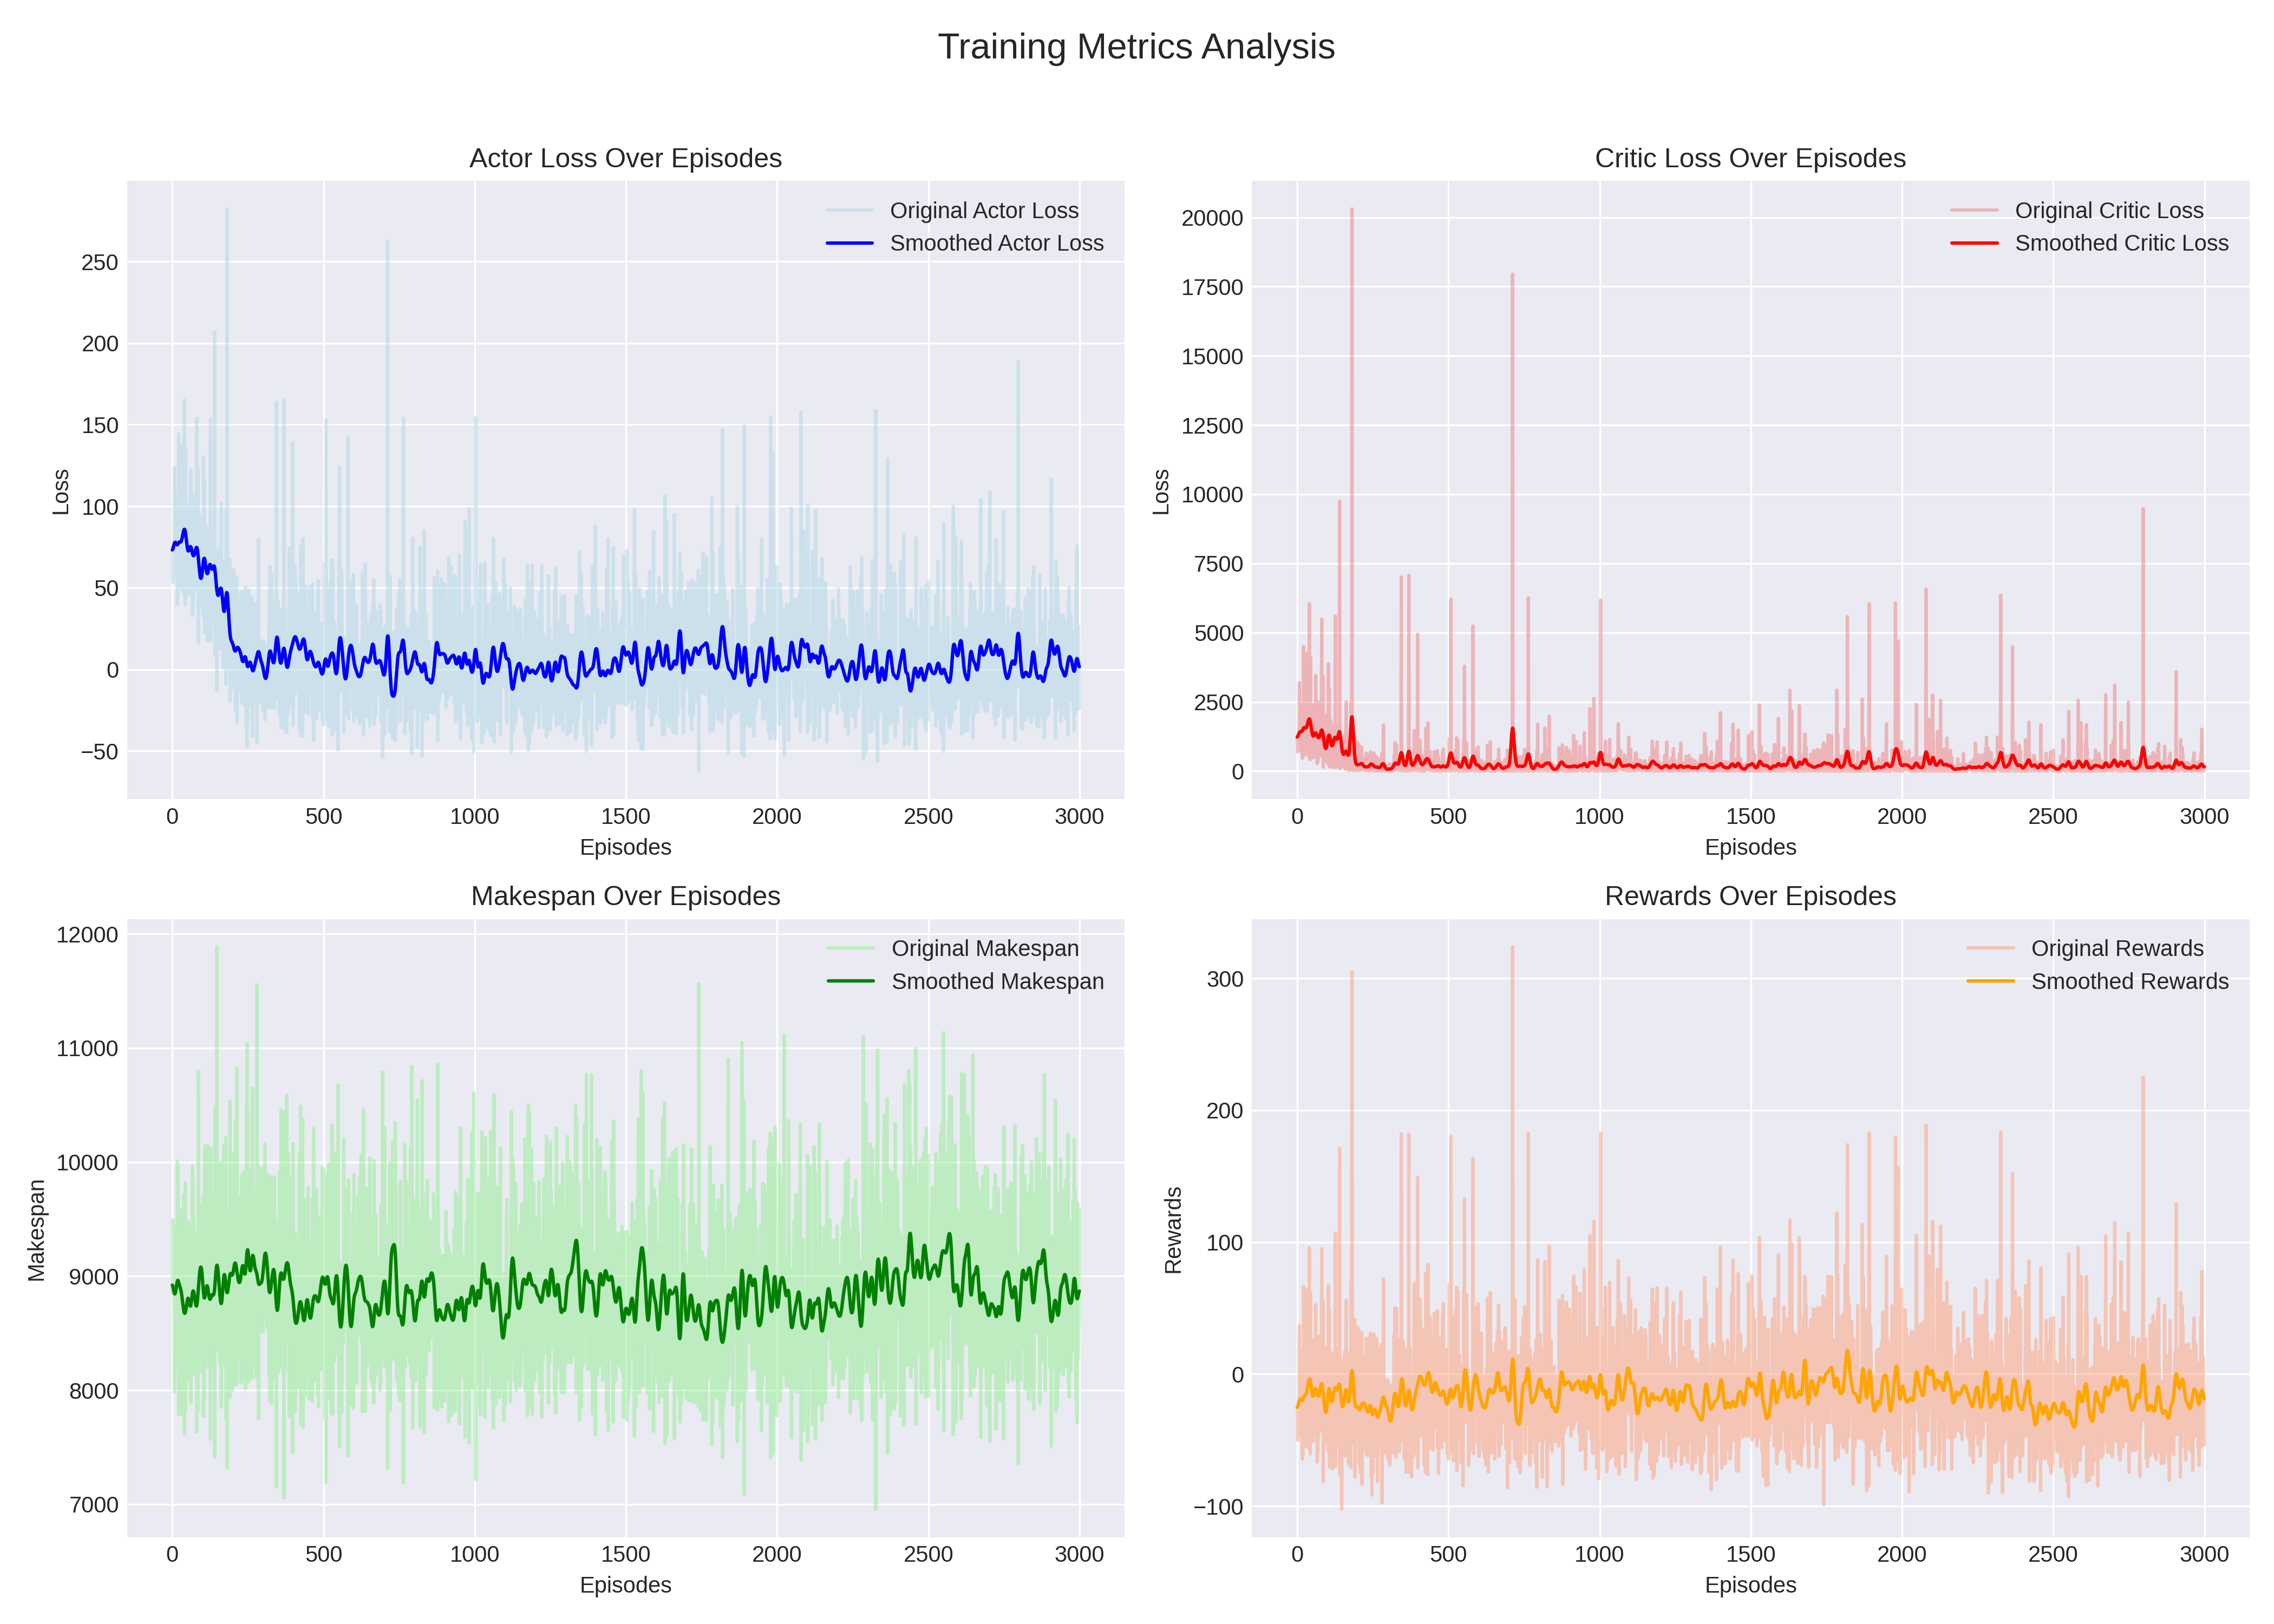 Training Metrics Analysis
Actor Loss Over Episodes
Original Actor Loss
Smoothed Actor Loss
Loss
250
200
150
100
50
0
−50
0 500 1000 1500 2000 2500 3000
Episodes
Critic Loss Over Episodes
Original Critic Loss
Smoothed Critic Loss
Loss
20000
17500
15000
12500
10000
7500
5000
2500
0
0 500 1000 1500 2000 2500 3000
Episodes
Makespan Over Episodes
Original Makespan
Smoothed Makespan
Makespan
12000
11000
10000
9000
8000
7000
0 500 1000 1500 2000 2500 3000
Episodes
Rewards Over Episodes
Original Rewards
Smoothed Rewards
Rewards
300
200
100
0
−100
0 500 1000 1500 2000 2500 3000
Episodes